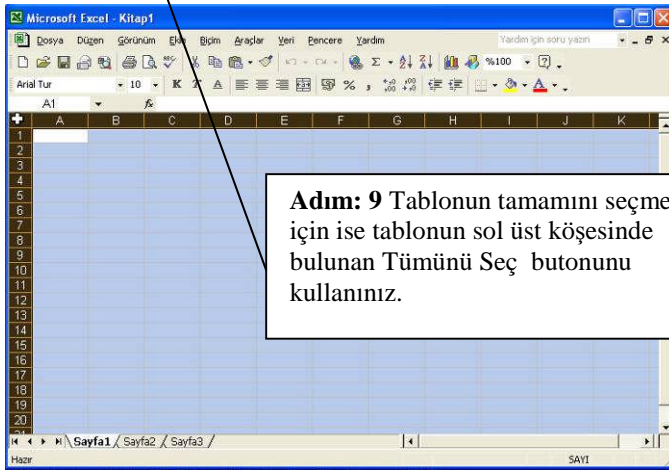 Microsoft Excel - Kitap1
Dosya Düzen Görünüm Ekle Biçim Araçlar Veri Pencere Yardım Yardım için soru yazın
%100
Arial Tur 10 K T A % ,
A1 fx
A B C D E F G H I J K
1
2
3
4
5
6
7
8
9
10
11
12
13
14
15
16
17
18
19
20
21
Adım: 9 Tablonun tamamını seçme
için ise tablonun sol üst köşesinde
bulunan Tümünü Seç butonunu
kullanınız.
Sayfa1 / Sayfa2 / Sayfa3 /
Hazır SAYI